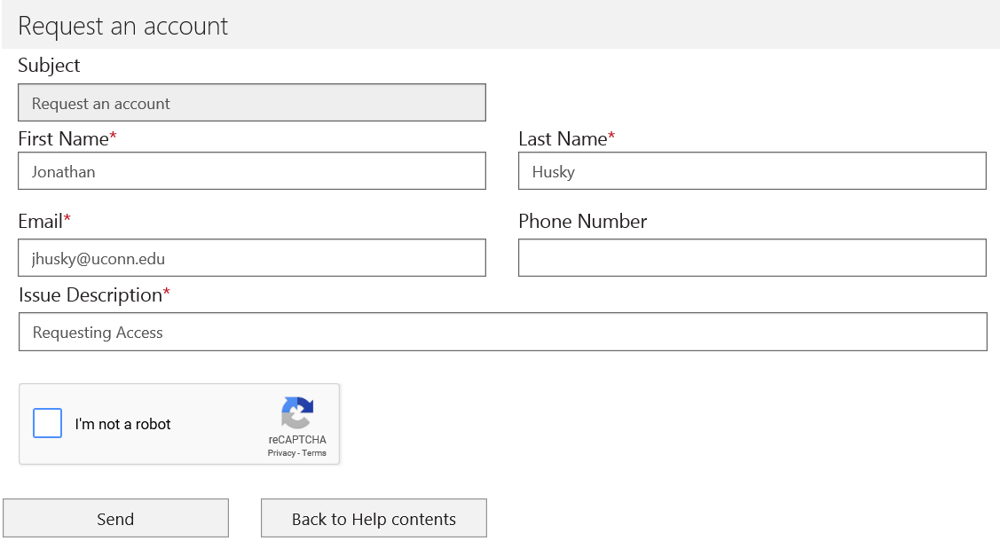 Request an account
Subject
Request an account
First Name* Last Name*
Jonathan Husky
Email* Phone Number
jhusky@uconn.edu
Issue Description*
Requesting Access
I'm not a robot
reCAPTCHA
Privacy - Terms
Send Back to Help contents